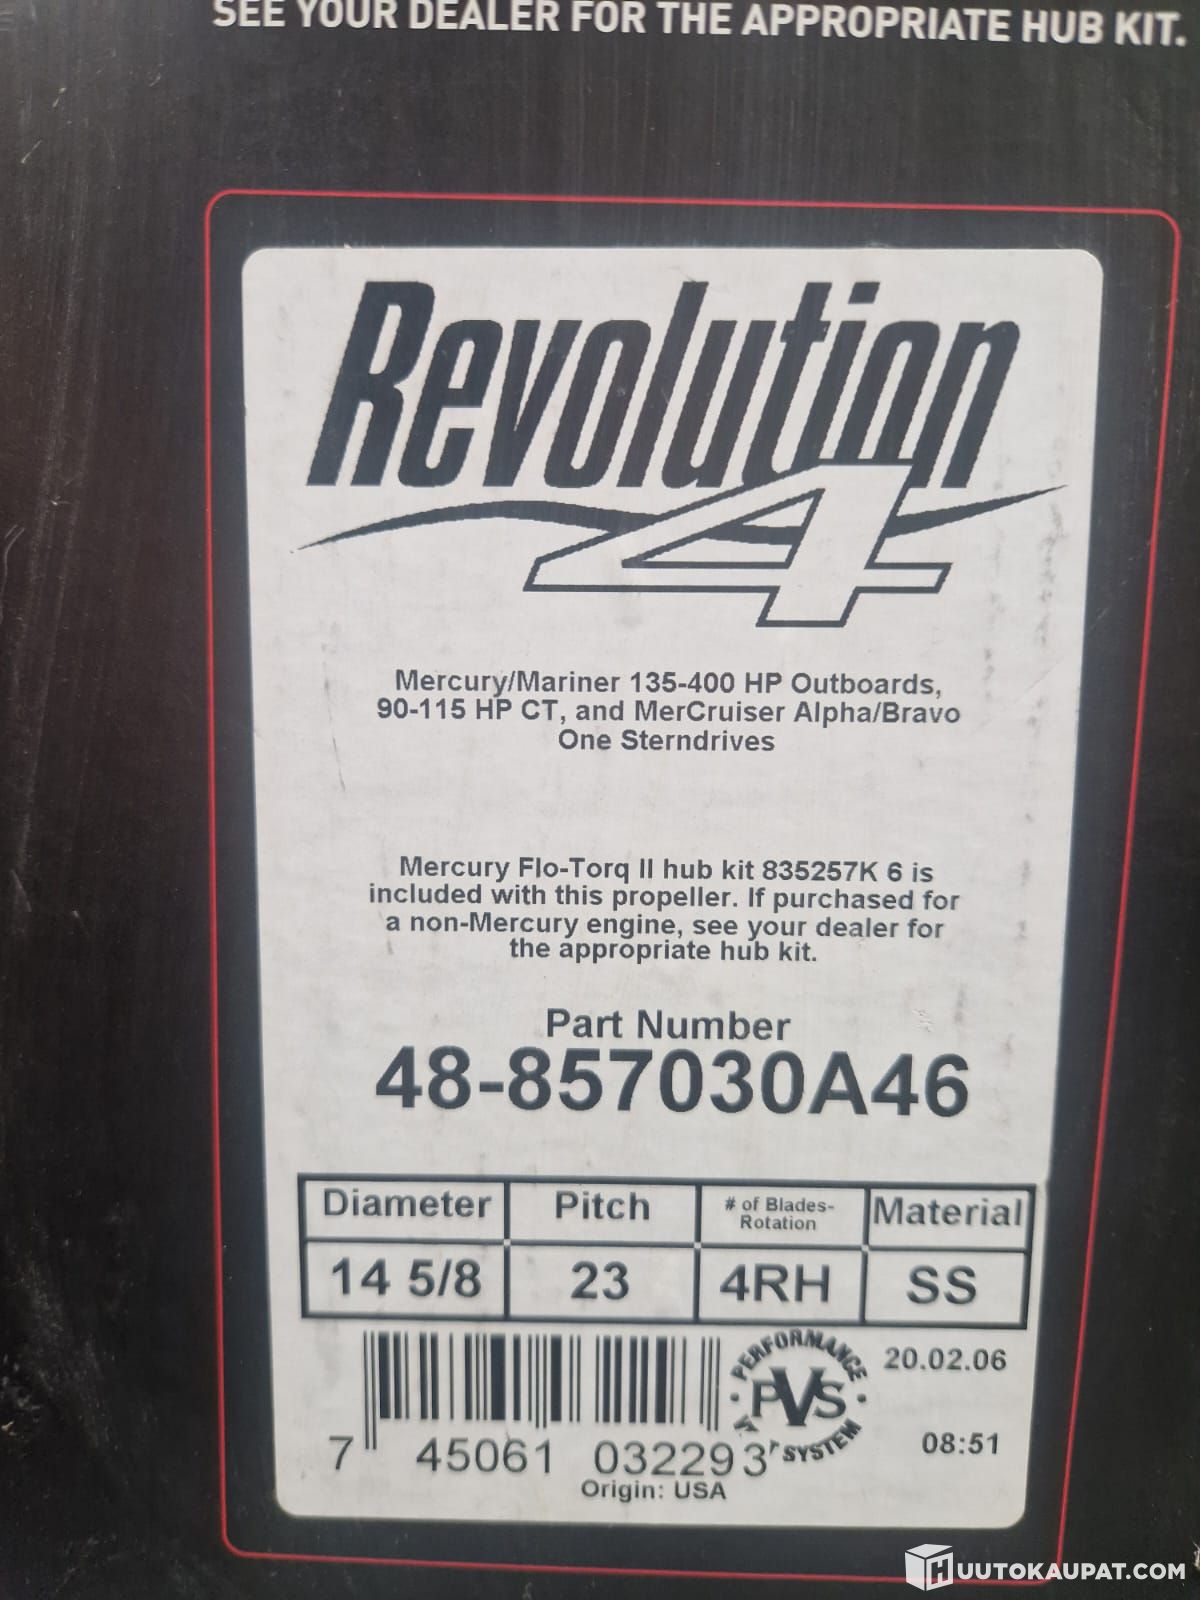 SEE YOUR DEALER FOR THE APPROPRIATE HUB KIT.
Revolution
4
Mercury/Mariner 135-400 HP Outboards,
90-115 HP CT, and MerCruiser Alpha/Bravo
One Sterndrives
Mercury Flo-Torq II hub kit 835257K 6 is
included with this propeller. If purchased for
a non-Mercury engine, see your dealer for
the appropriate hub kit.
Part Number
48-857030A46
Diameter Pitch # of Blades-
Rotation Material
14 5/8 23 4RH SS
PERFORMANCE
PVS
SYSTEM
20.02.06
08:51
7 45061 03229 3
Origin: USA
HUUTOKAUPAT.COM